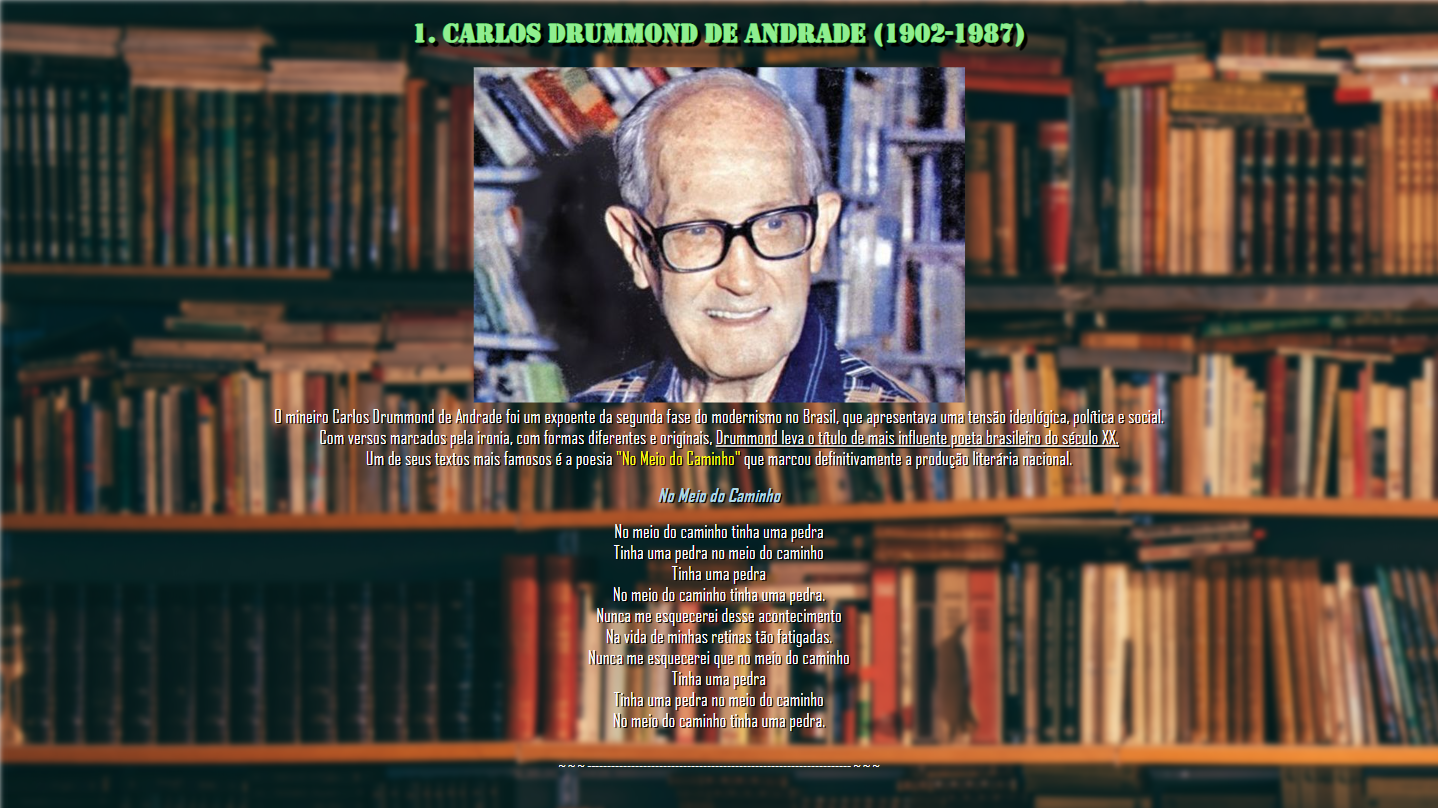 1. CARLOS DRUMMOND DE ANDRADE (1902-1987)
O mineiro Carlos Drummond de Andrade foi um expoente da segunda fase do modernismo no Brasil, que apresentava uma tensão ideológica, política e social.
Com versos marcados pela ironia, com formas diferentes e originais, Drummond leva o título de mais influente poeta brasileiro do século XX.
Um de seus textos mais famosos é a poesia "No Meio do Caminho" que marcou definitivamente a produção literária nacional.
No Meio do Caminho
No meio do caminho tinha uma pedra
Tinha uma pedra no meio do caminho
Tinha uma pedra
No meio do caminho tinha uma pedra.
Nunca me esquecerei desse acontecimento
Na vida de minhas retinas tão fatigadas.
Nunca me esquecerei que no meio do caminho
Tinha uma pedra
Tinha uma pedra no meio do caminho
No meio do caminho tinha uma pedra.